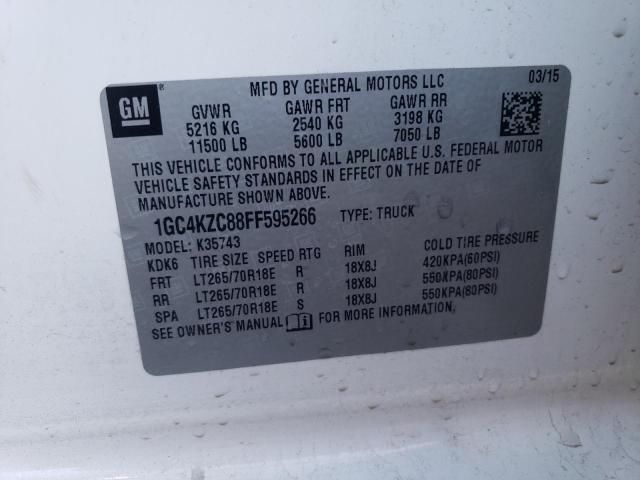 GM
MFD BY GENERAL MOTORS LLC 03/15
GVWR GAWR FRT GAWR RR
5216 KG 2540 KG 3198 KG
11500 LB 5600 LB 7050 LB
THIS VEHICLE CONFORMS TO ALL APPLICABLE U.S. FEDERAL MOTOR
VEHICLE SAFETY STANDARDS IN EFFECT ON THE DATE OF
MANUFACTURE SHOWN ABOVE.
1GC4KZC88FF595266 TYPE: TRUCK
MODEL: K35743
KDK6 TIRE SIZE SPEED RTG RIM COLD TIRE PRESSURE
FRT LT265/70R18E R 18X8J 420KPA(60PSI)
RR LT265/70R18E R 18X8J 550KPA(80PSI)
SPA LT265/70R18E S 18X8J 550KPA(80PSI)
SEE OWNER'S MANUAL FOR MORE INFORMATION